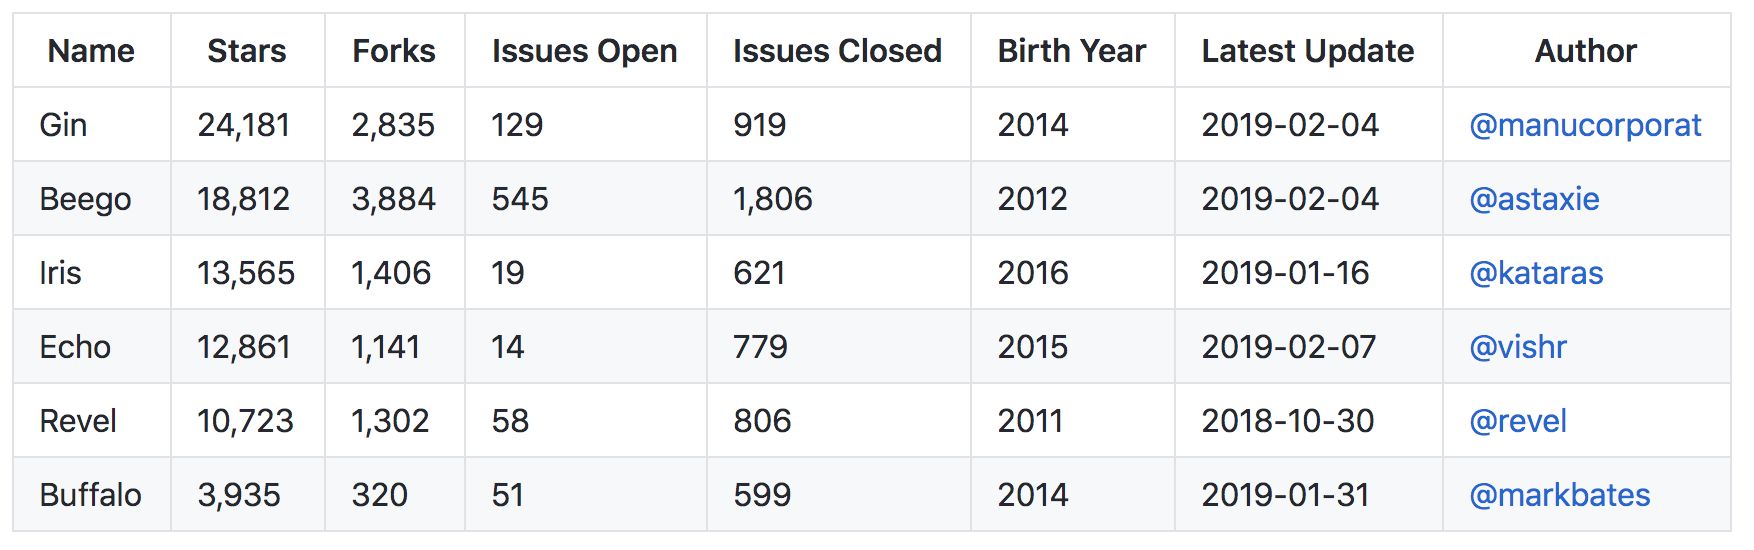 Name Stars Forks Issues Open Issues Closed Birth Year Latest Update Author
Gin 24,181 2,835 129 919 2014 2019-02-04 @manucorporat
Beego 18,812 3,884 545 1,806 2012 2019-02-04 @astaxie
Iris 13,565 1,406 19 621 2016 2019-01-16 @kataras
Echo 12,861 1,141 14 779 2015 2019-02-07 @vishr
Revel 10,723 1,302 58 806 2011 2018-10-30 @revel
Buffalo 3,935 320 51 599 2014 2019-01-31 @markbates